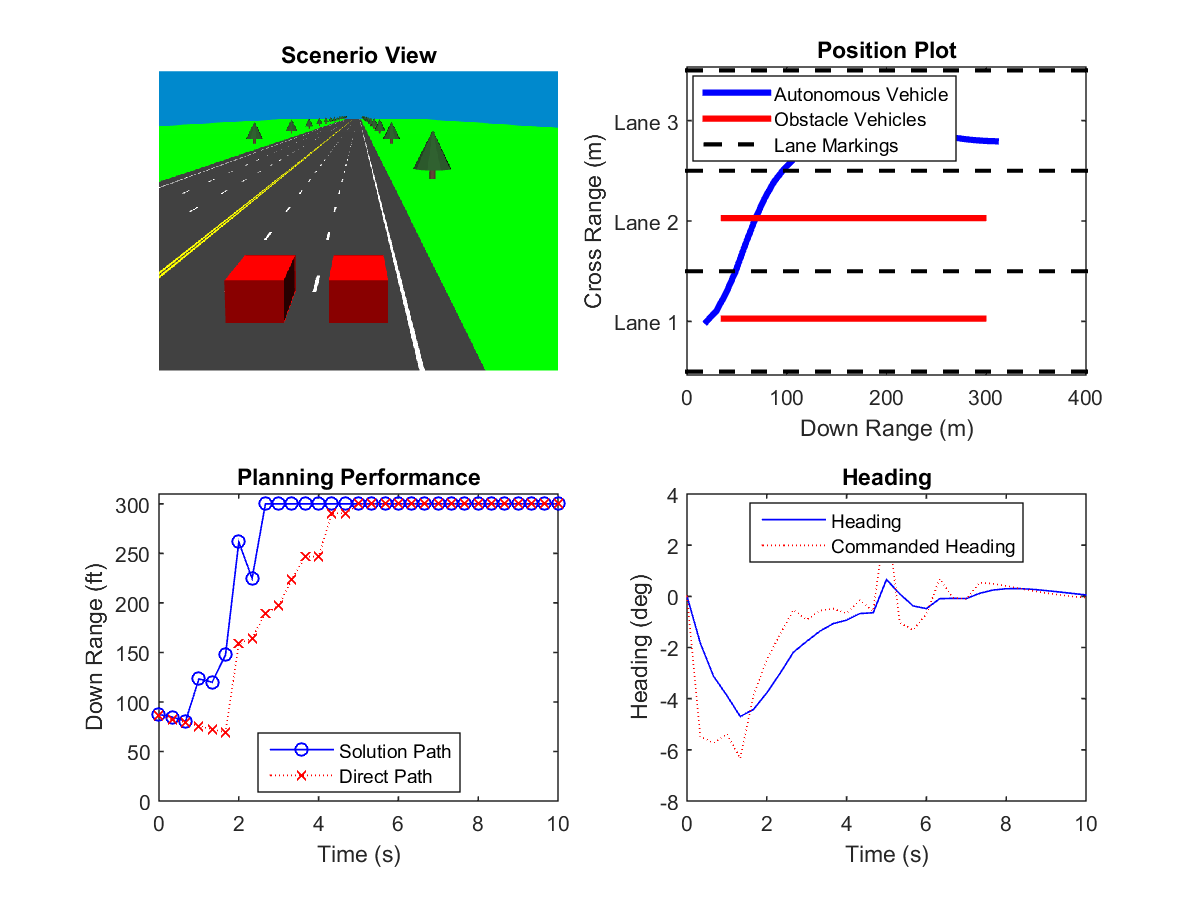 Scenerio View
Position Plot
Autonomous Vehicle
Obstacle Vehicles
Lane Markings
Cross Range (m)
Lane 3
Lane 2
Lane 1
0 100 200 300 400
Down Range (m)
Planning Performance
Down Range (ft)
300
250
200
150
100
50
0
Solution Path
Direct Path
0 2 4 6 8 10
Time (s)
Heading
Heading (deg)
4
2
0
-2
-4
-6
-8
Heading
Commanded Heading
0 2 4 6 8 10
Time (s)